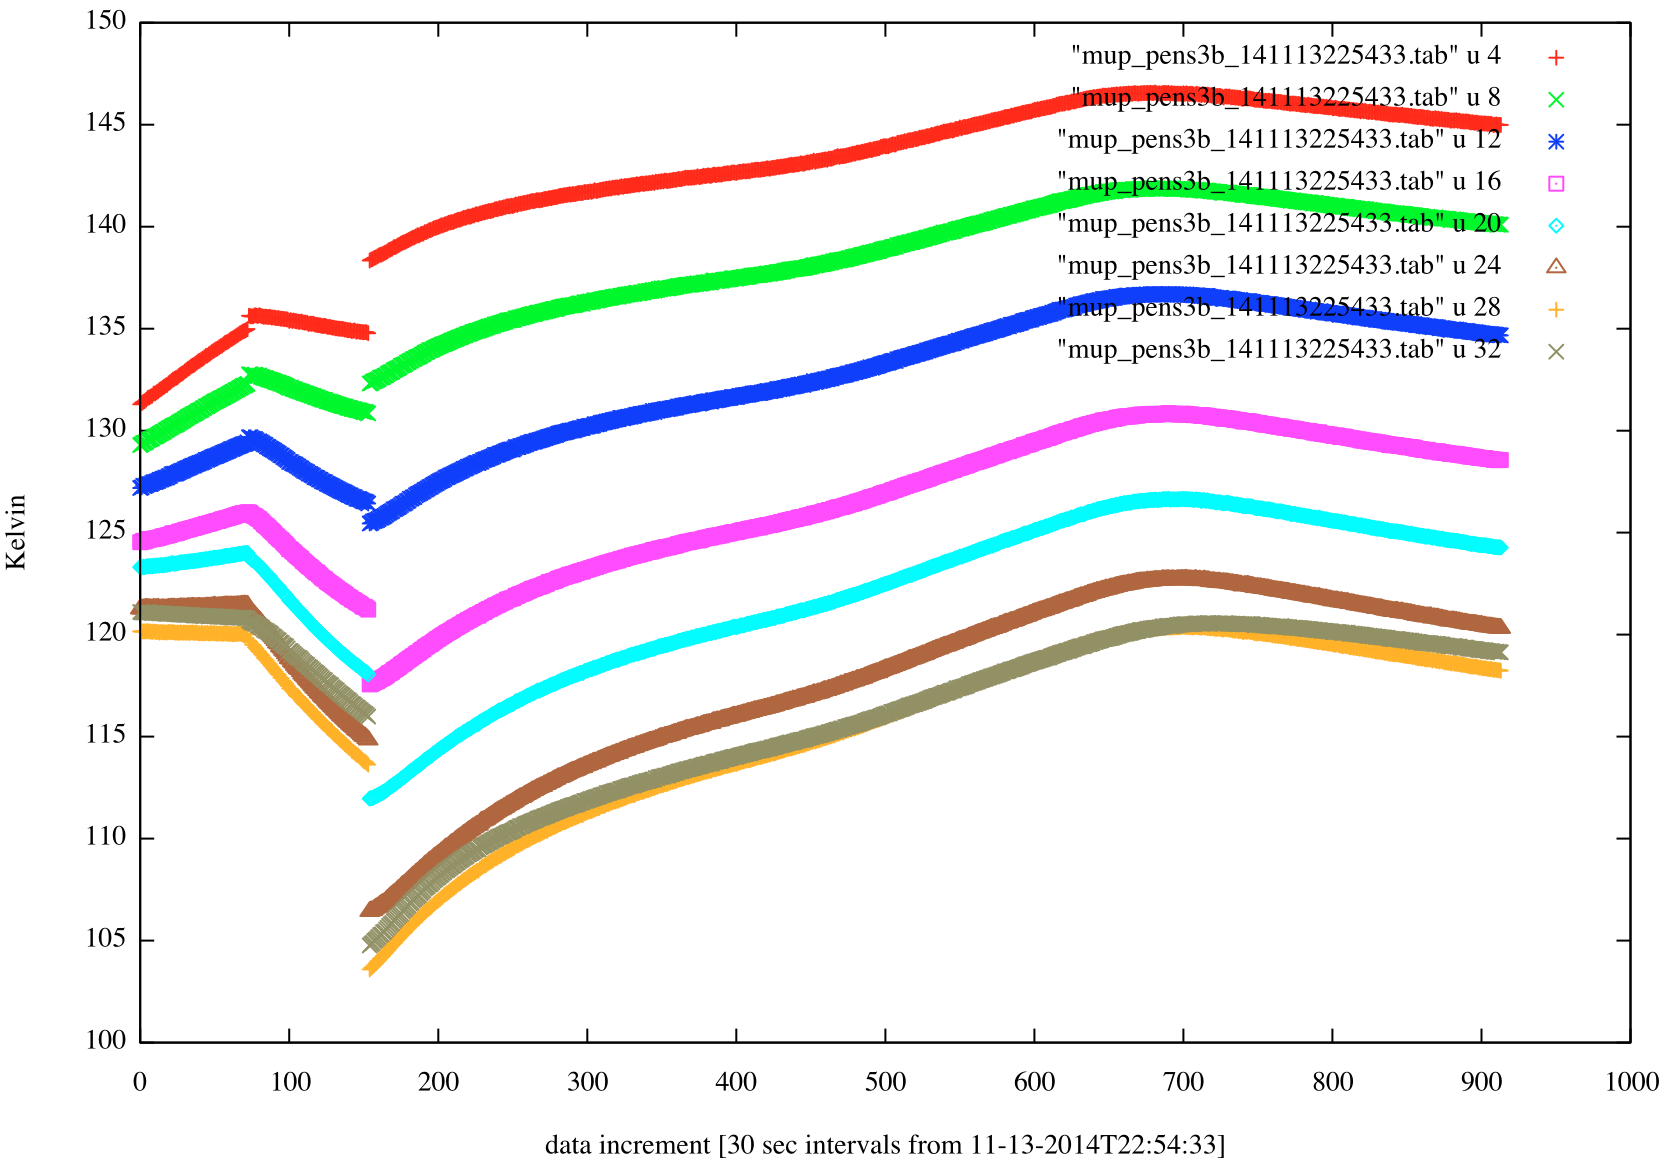 150
145
140
135
130
125
120
115
110
105
100
Kelvin
"mup_pens3b_141113225433.tab" u 4
"mup_pens3b_141113225433.tab" u 8
"mup_pens3b_141113225433.tab" u 12
"mup_pens3b_141113225433.tab" u 16
"mup_pens3b_141113225433.tab" u 20
"mup_pens3b_141113225433.tab" u 24
"mup_pens3b_141113225433.tab" u 28
"mup_pens3b_141113225433.tab" u 32
0 100 200 300 400 500 600 700 800 900 1000
data increment [30 sec intervals from 11-13-2014T22:54:33]